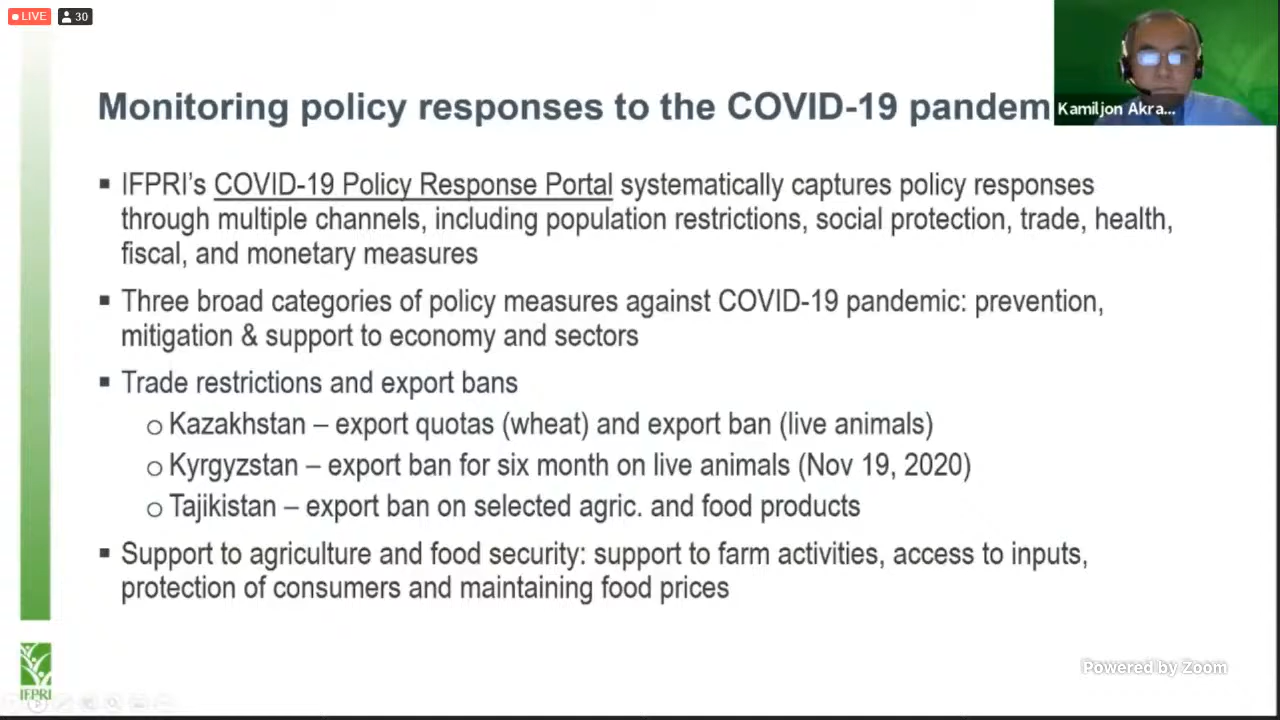 LIVE
30
Monitoring policy responses to the COVID-19 pandem
Kamiljon Akra...
▪ IFPRI's COVID-19 Policy Response Portal systematically captures policy responses
through multiple channels, including population restrictions, social protection, trade, health,
fiscal, and monetary measures
▪ Three broad categories of policy measures against COVID-19 pandemic: prevention,
mitigation & support to economy and sectors
▪ Trade restrictions and export bans
o Kazakhstan – export quotas (wheat) and export ban (live animals)
o Kyrgyzstan – export ban for six month on live animals (Nov 19, 2020)
o Tajikistan – export ban on selected agric. and food products
▪ Support to agriculture and food security: support to farm activities, access to inputs,
protection of consumers and maintaining food prices
Powered by Zoom
IFPRI